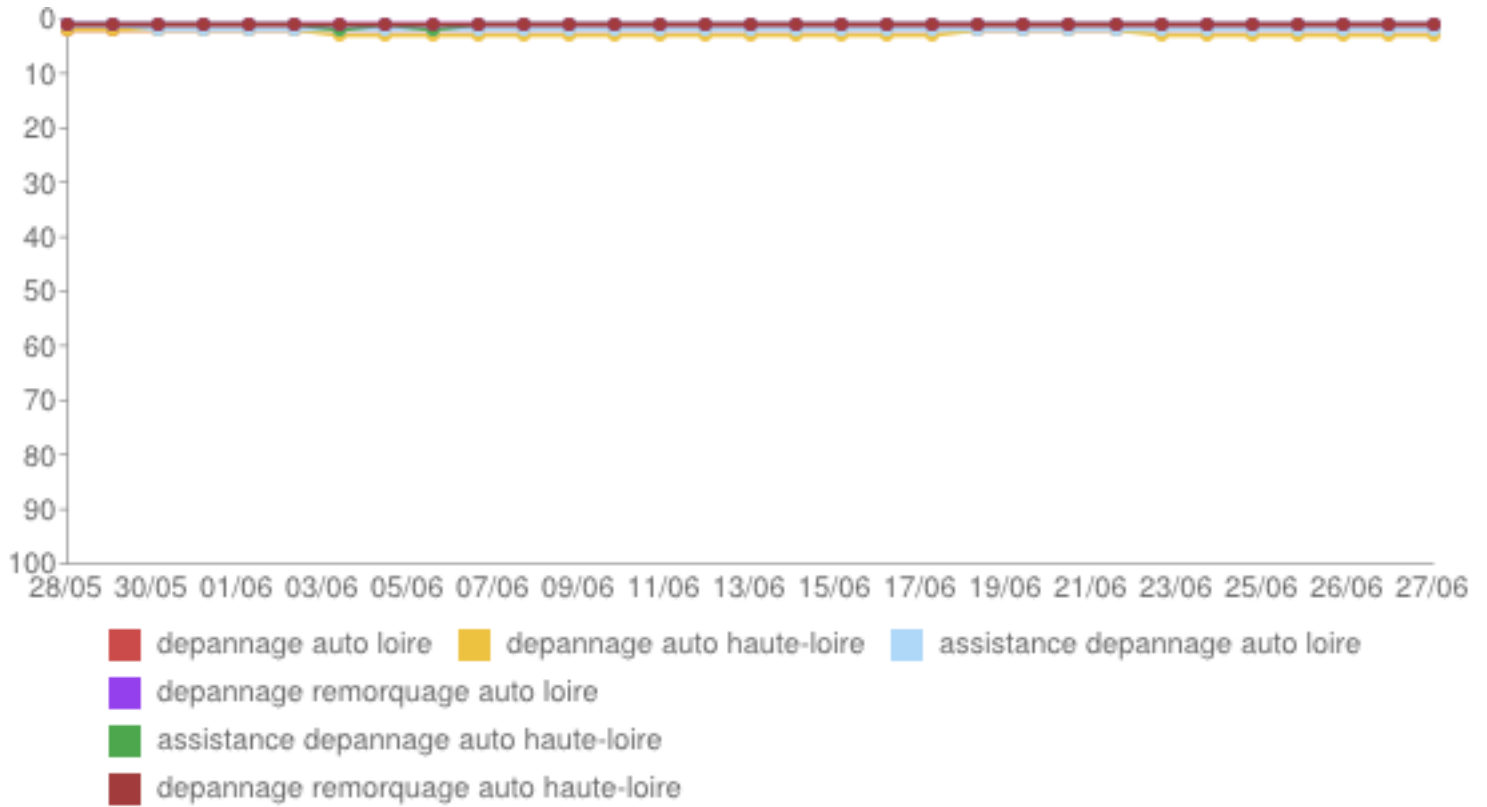 0
10
20
30
40
50
60
70
80
90
100
28/05 30/05 01/06 03/06 05/06 07/06 09/06 11/06 13/06 15/06 17/06 19/06 21/06 23/06 25/06 26/06 27/06
depannage auto loire depannage auto haute-loire assistance depannage auto loire
depannage remorquage auto loire
assistance depannage auto haute-loire
depannage remorquage auto haute-loire